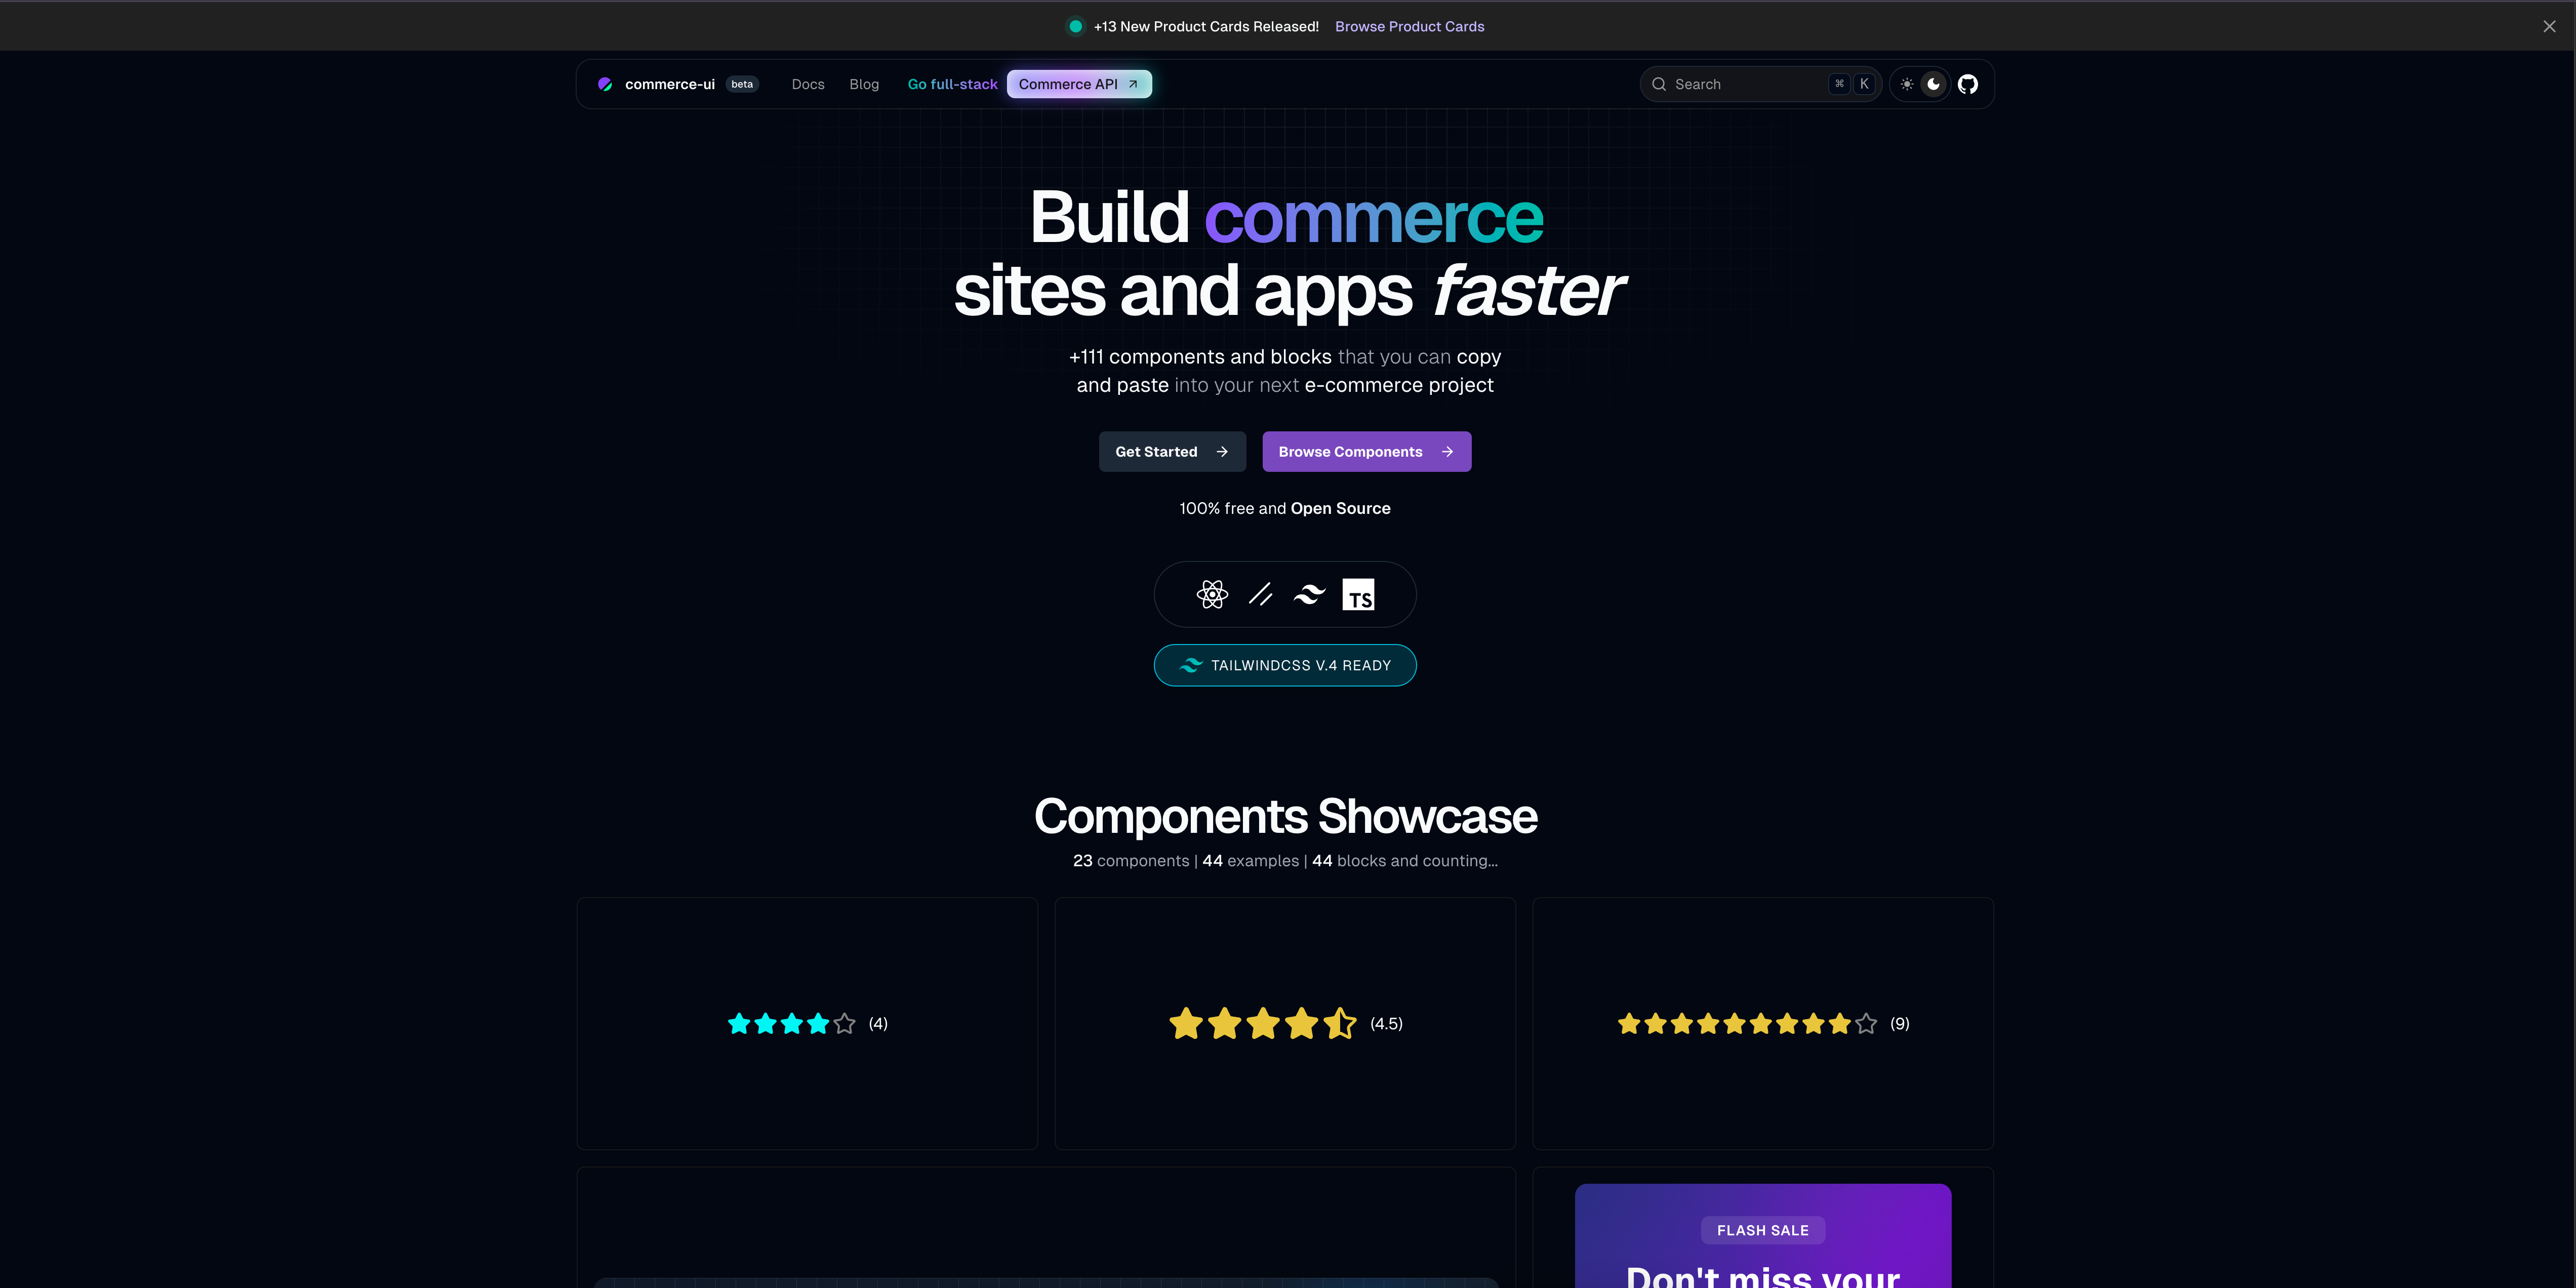 +13 New Product Cards Released! Browse Product Cards
commerce-ui beta Docs Blog Go full-stack Commerce API Search ⌘ K
Build commerce
sites and apps faster
+111 components and blocks that you can copy
and paste into your next e-commerce project
Get Started Browse Components
100% free and Open Source
TS
TAILWINDCSS V.4 READY
Components Showcase
23 components | 44 examples | 44 blocks and counting...
(4) (4.5) (9)
FLASH SALE
Don't miss your